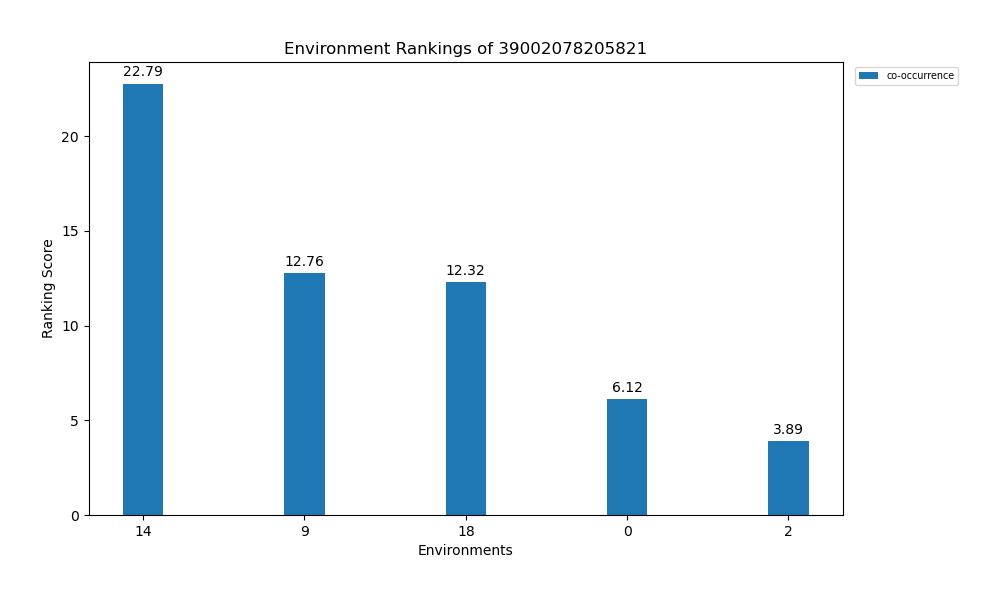 Environment Rankings of 39002078205821
22.79
co-occurrence
20
15
12.76
12.32
Ranking Score
10
6.12
5
3.89
0
14 9 18 0 2
Environments